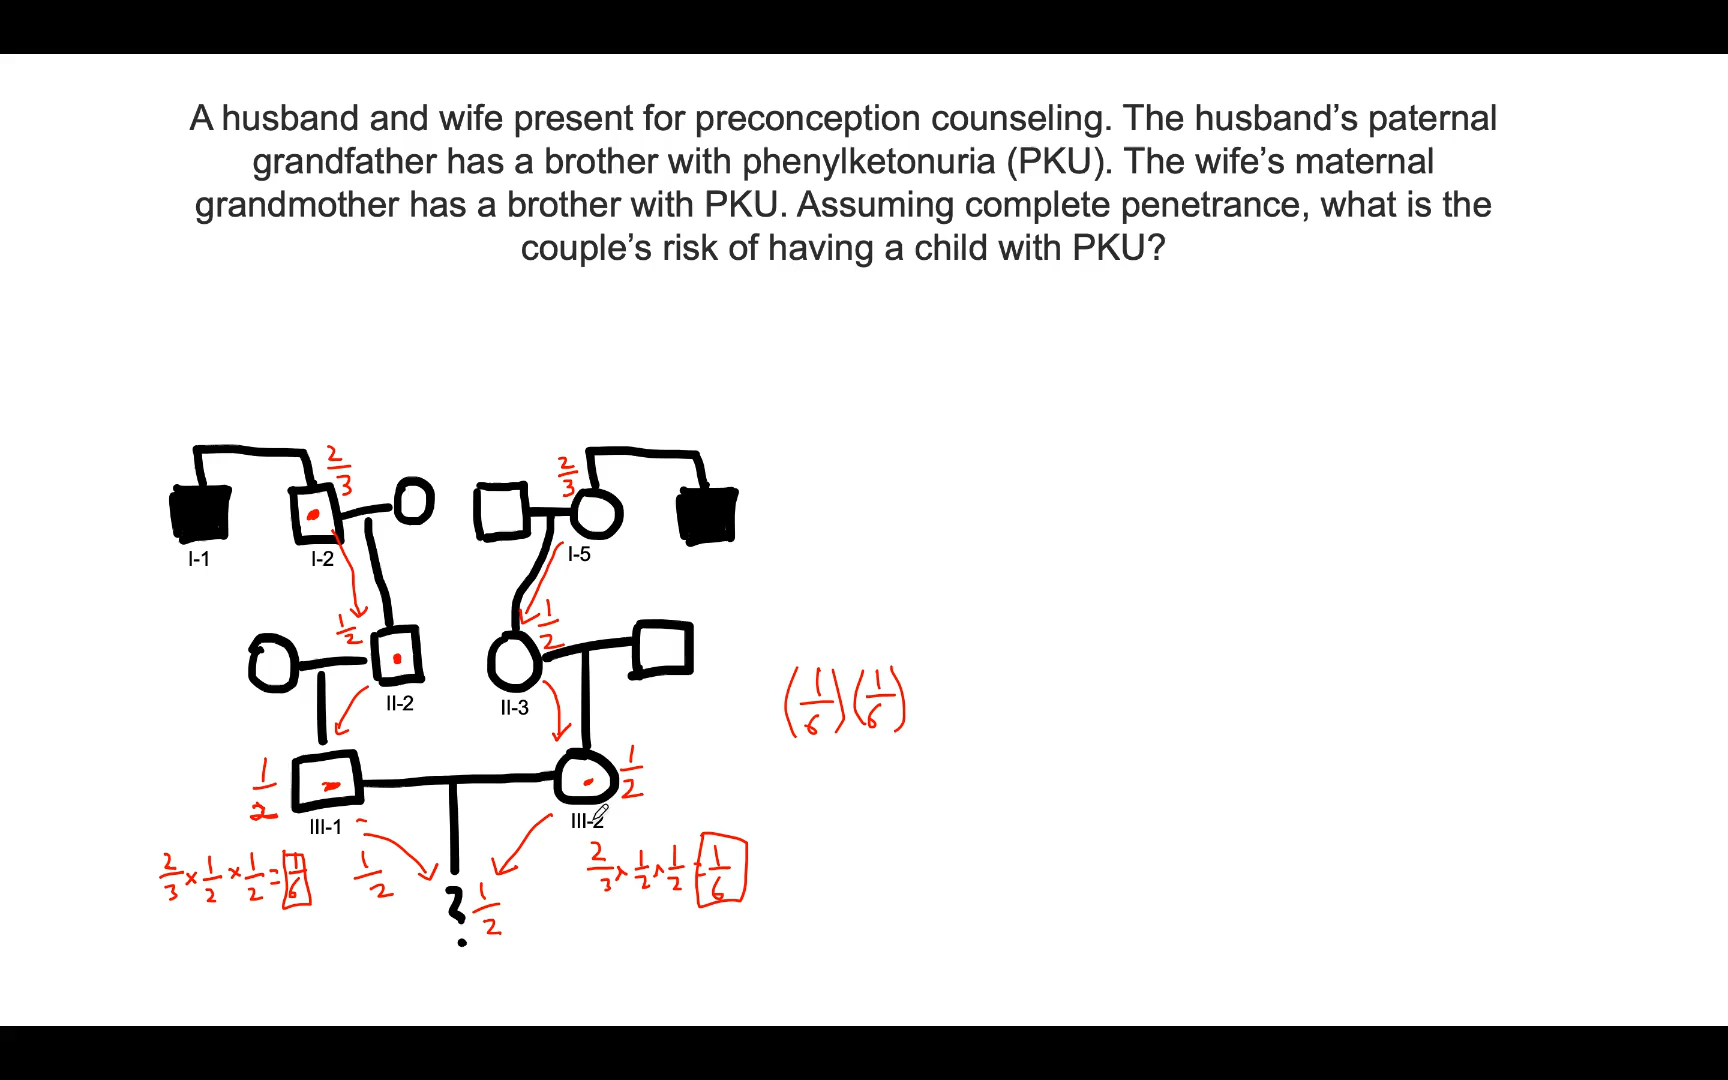 A husband and wife present for preconception counseling. The husband’s paternal
grandfather has a brother with phenylketonuria (PKU). The wife’s maternal
grandmother has a brother with PKU. Assuming complete penetrance, what is the
couple’s risk of having a child with PKU?
2/3
2/3
I-1
I-2
I-5
1/2
1/2
II-2
II-3
(1/6)(1/6)
1/2
1/2
III-1
III-2
2/3 × 1/2 × 1/2 = 1/6
1/2
2/3 × 1/2 × 1/2 = 1/6
?
1/2